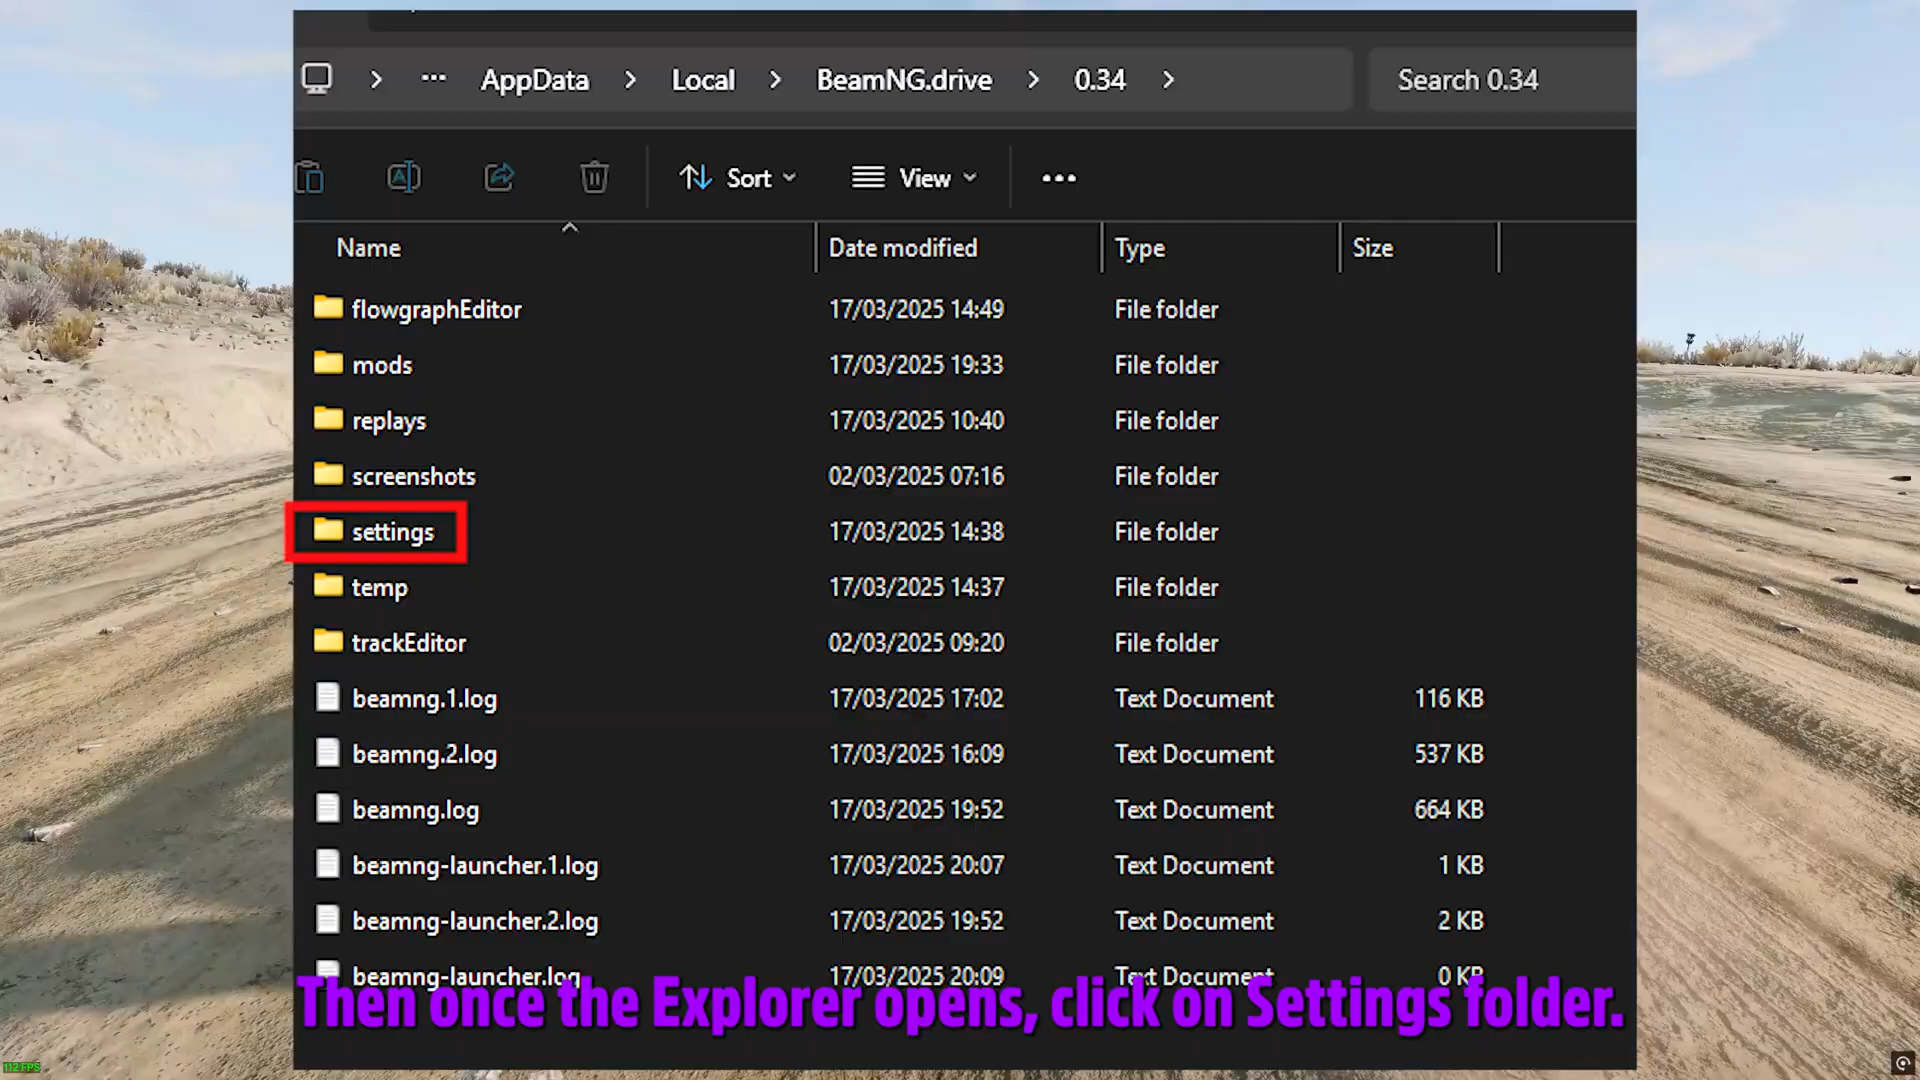 AppData > Local > BeamNG.drive > 0.34 >
Search 0.34
Sort
View
Name Date modified Type Size
flowgraphEditor 17/03/2025 14:49 File folder
mods 17/03/2025 19:33 File folder
replays 17/03/2025 10:40 File folder
screenshots 02/03/2025 07:16 File folder
settings 17/03/2025 14:38 File folder
temp 17/03/2025 14:37 File folder
trackEditor 02/03/2025 09:20 File folder
beamng.1.log 17/03/2025 17:02 Text Document 116 KB
beamng.2.log 17/03/2025 16:09 Text Document 537 KB
beamng.log 17/03/2025 19:52 Text Document 664 KB
beamng-launcher.1.log 17/03/2025 20:07 Text Document 1 KB
beamng-launcher.2.log 17/03/2025 19:52 Text Document 2 KB
beamng-launcher.log 17/03/2025 20:09 Text Document 0 KB
Then once the Explorer opens, click on Settings folder.
112 FPS